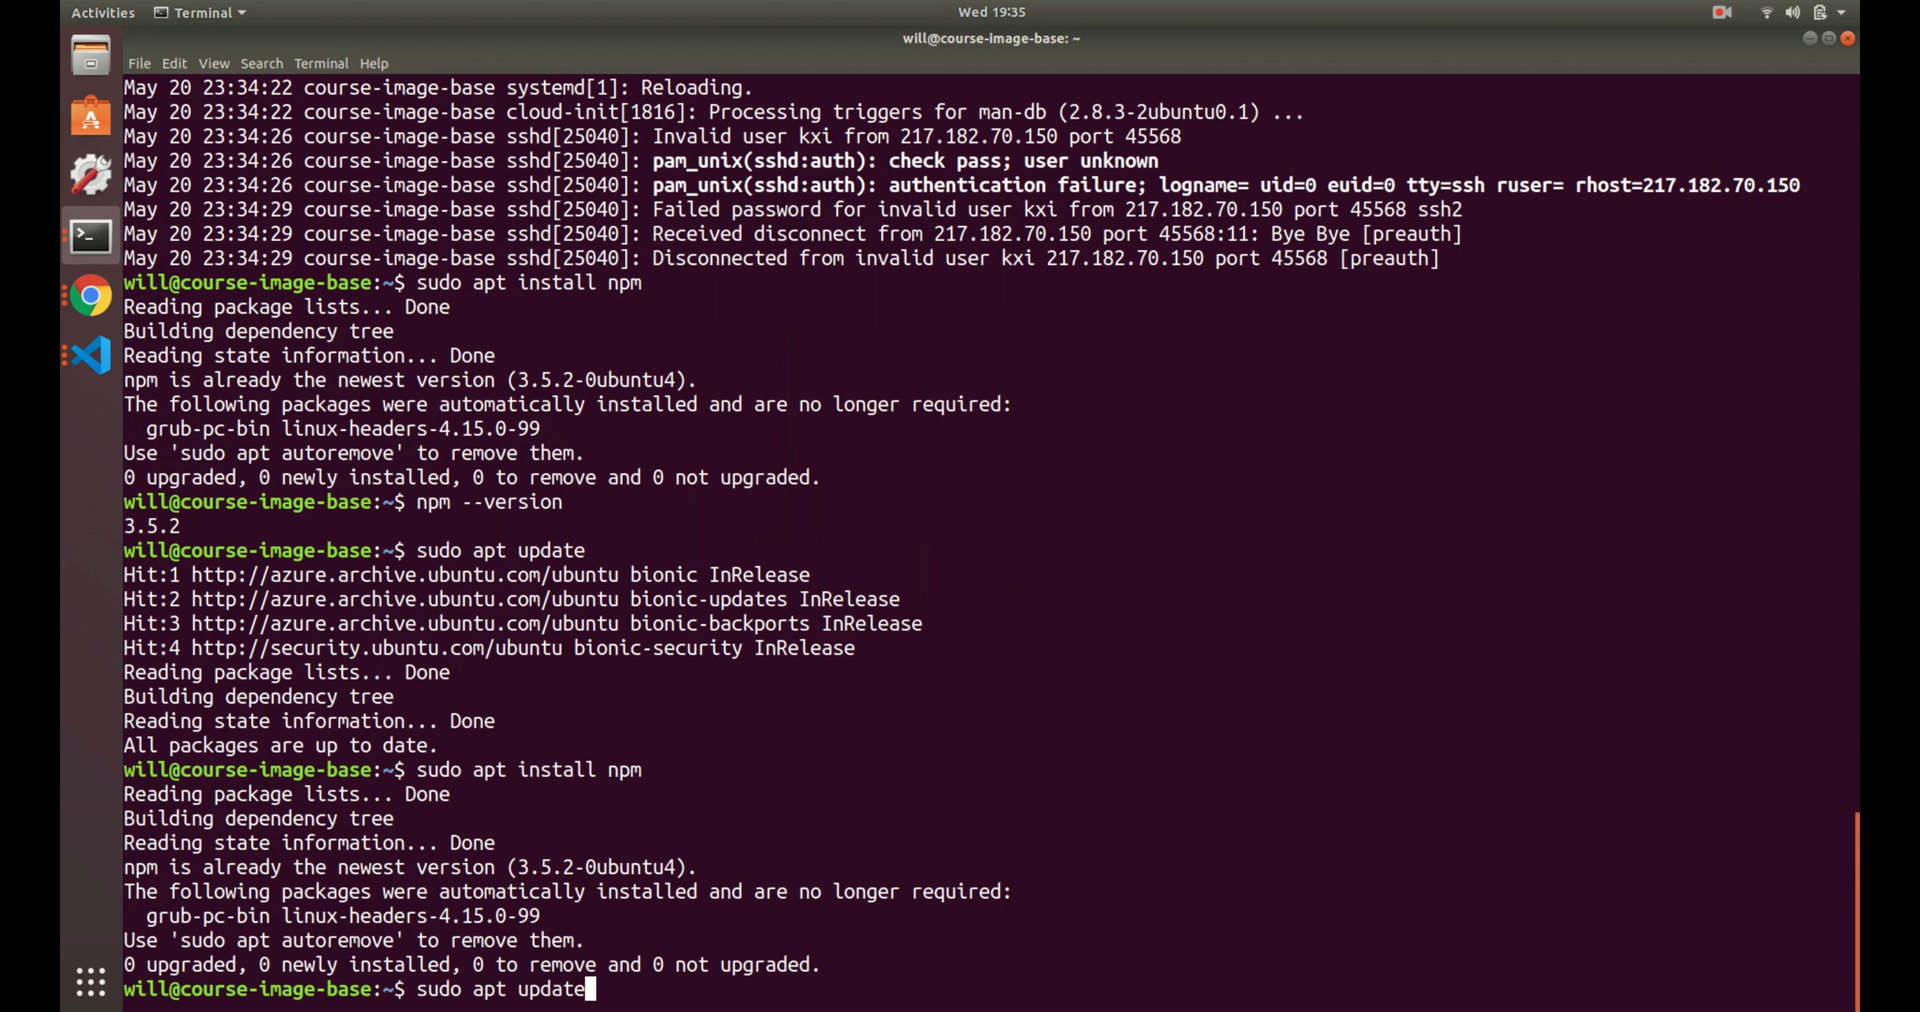 Activities Terminal Wed 19:35
will@course-image-base: ~
File Edit View Search Terminal Help
May 20 23:34:22 course-image-base systemd[1]: Reloading.
May 20 23:34:22 course-image-base cloud-init[1816]: Processing triggers for man-db (2.8.3-2ubuntu0.1) ...
May 20 23:34:26 course-image-base sshd[25040]: Invalid user kxi from 217.182.70.150 port 45568
May 20 23:34:26 course-image-base sshd[25040]: pam_unix(sshd:auth): check pass; user unknown
May 20 23:34:26 course-image-base sshd[25040]: pam_unix(sshd:auth): authentication failure; logname= uid=0 euid=0 tty=ssh ruser= rhost=217.182.70.150
May 20 23:34:29 course-image-base sshd[25040]: Failed password for invalid user kxi from 217.182.70.150 port 45568 ssh2
May 20 23:34:29 course-image-base sshd[25040]: Received disconnect from 217.182.70.150 port 45568:11: Bye Bye [preauth]
May 20 23:34:29 course-image-base sshd[25040]: Disconnected from invalid user kxi 217.182.70.150 port 45568 [preauth]
will@course-image-base:~$ sudo apt install npm
Reading package lists... Done
Building dependency tree
Reading state information... Done
npm is already the newest version (3.5.2-0ubuntu4).
The following packages were automatically installed and are no longer required:
  grub-pc-bin linux-headers-4.15.0-99
Use 'sudo apt autoremove' to remove them.
0 upgraded, 0 newly installed, 0 to remove and 0 not upgraded.
will@course-image-base:~$ npm --version
3.5.2
will@course-image-base:~$ sudo apt update
Hit:1 http://azure.archive.ubuntu.com/ubuntu bionic InRelease
Hit:2 http://azure.archive.ubuntu.com/ubuntu bionic-updates InRelease
Hit:3 http://azure.archive.ubuntu.com/ubuntu bionic-backports InRelease
Hit:4 http://security.ubuntu.com/ubuntu bionic-security InRelease
Reading package lists... Done
Building dependency tree
Reading state information... Done
All packages are up to date.
will@course-image-base:~$ sudo apt install npm
Reading package lists... Done
Building dependency tree
Reading state information... Done
npm is already the newest version (3.5.2-0ubuntu4).
The following packages were automatically installed and are no longer required:
  grub-pc-bin linux-headers-4.15.0-99
Use 'sudo apt autoremove' to remove them.
0 upgraded, 0 newly installed, 0 to remove and 0 not upgraded.
will@course-image-base:~$ sudo apt update